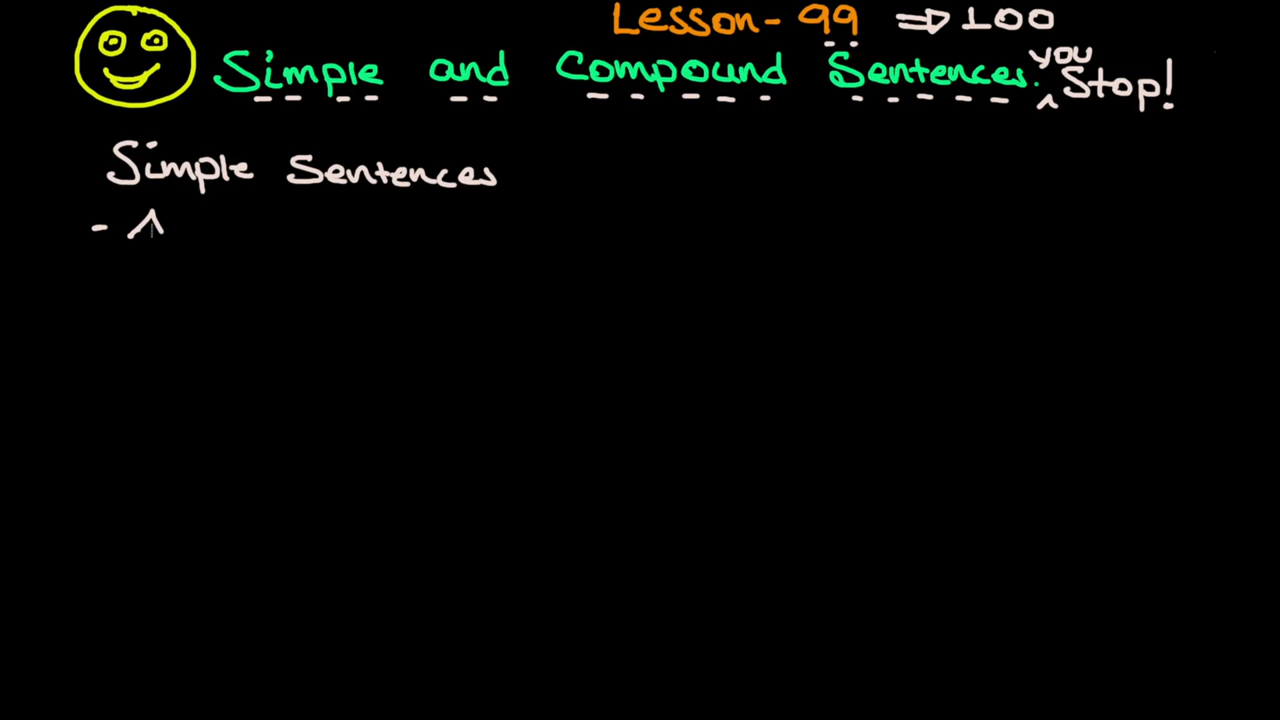 Lesson - 99 ⇒ 100
Simple and Compound Sentences. you
^ Stop!
Simple Sentences
-